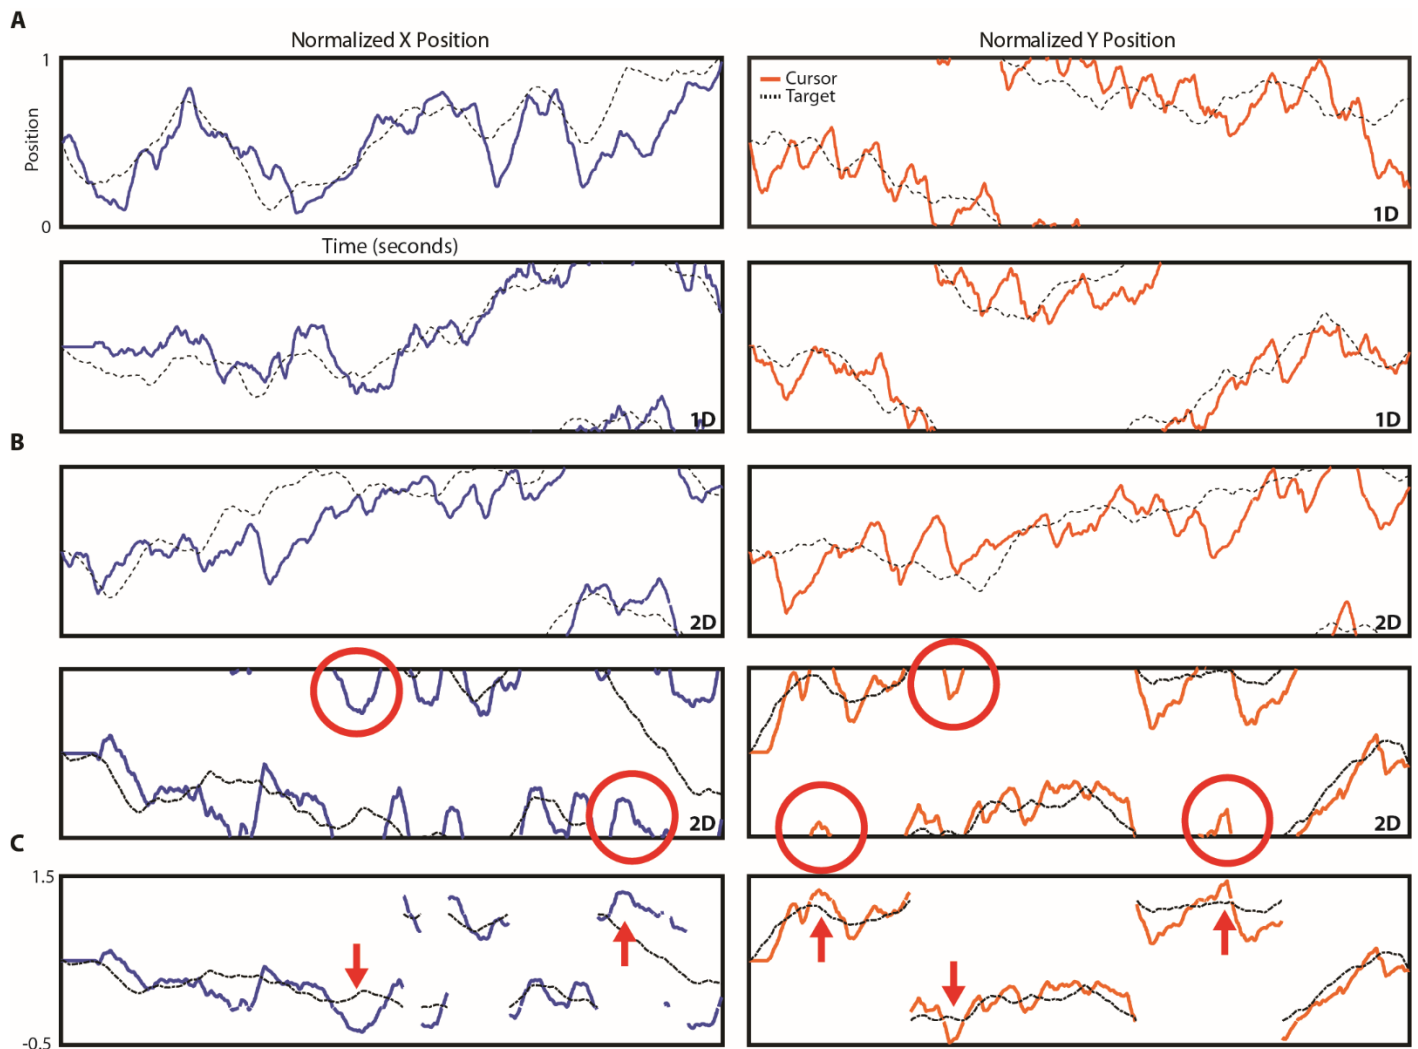 A
Normalized X Position
Normalized Y Position
1
Position
0
Cursor
Target
1D
Time (seconds)
1D
1D
B
2D
2D
2D
2D
C
1.5
-0.5